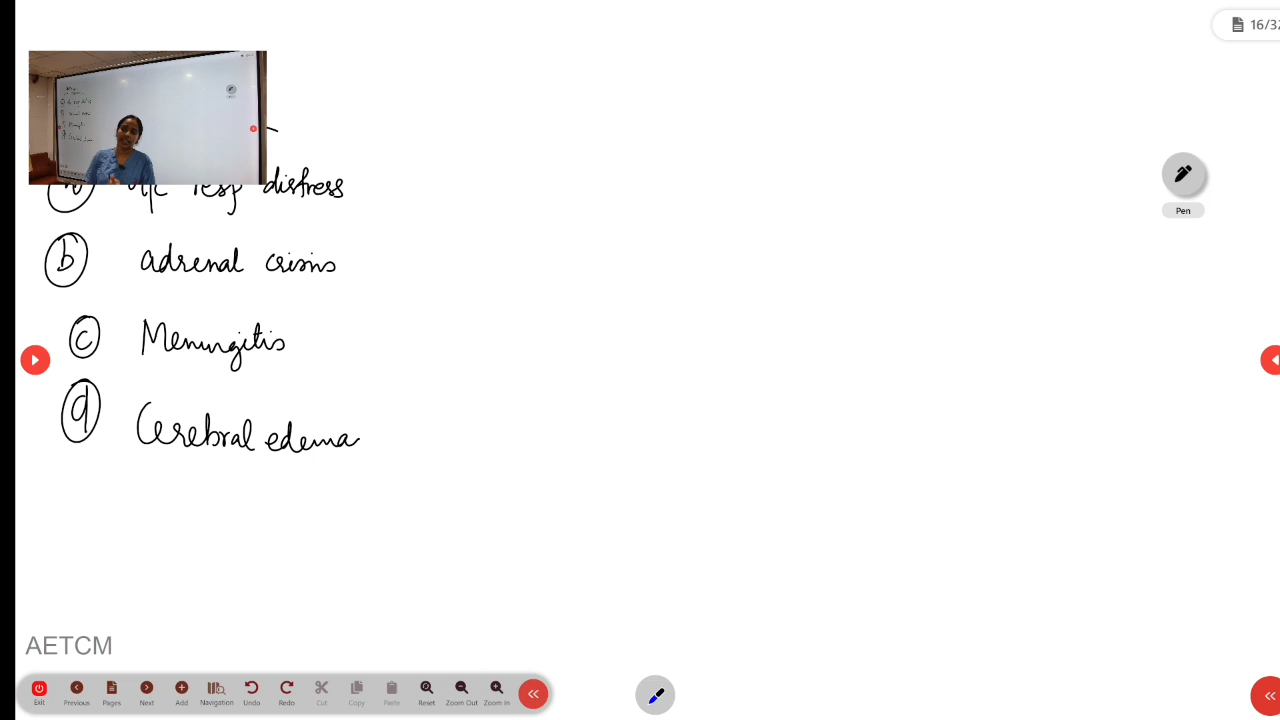 16/32
distress
Pen
b adrenal crisis
c Meningitis
d Cerebral edema
AETCM
Exit Previous Pages Next Add Navigation Undo Redo Cut Copy Paste Reset Zoom Out Zoom In